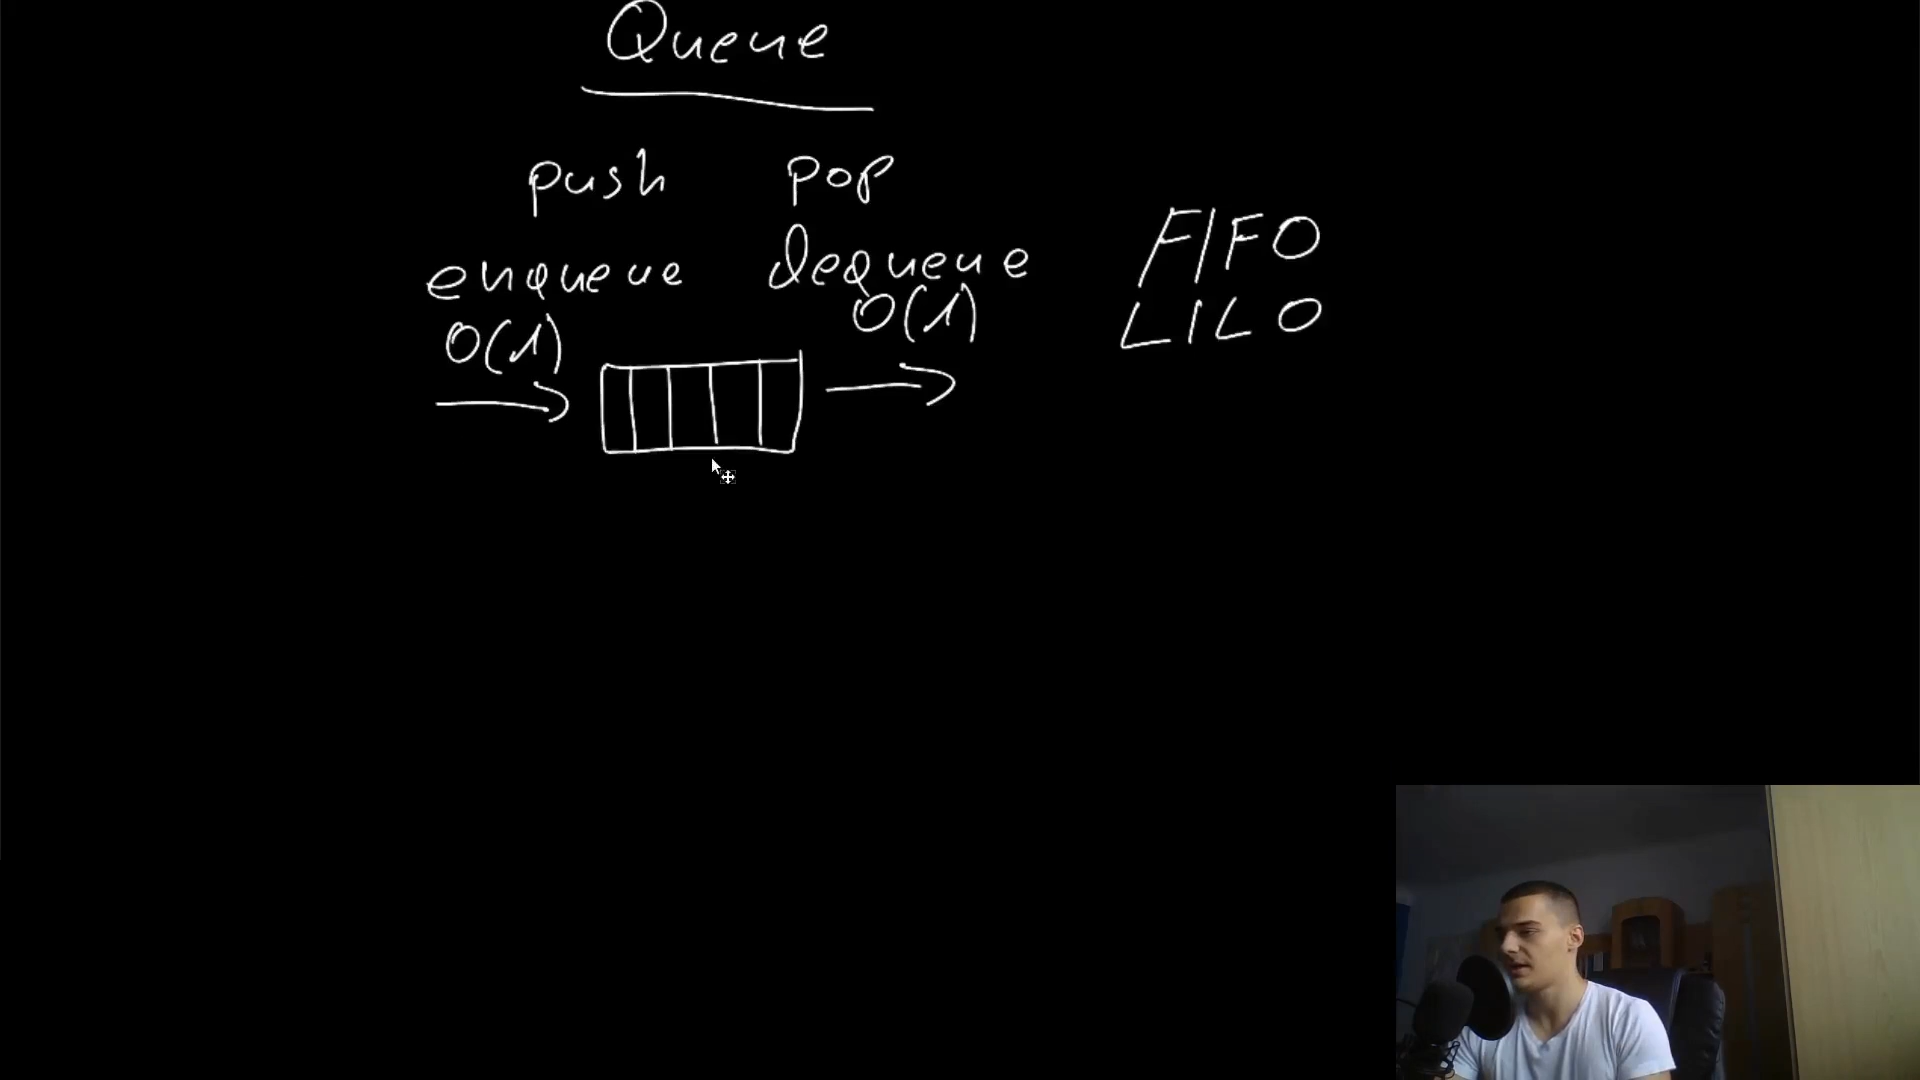 Queue
push pop
enqueue dequeue
O(1) O(1)
FIFO
LILO